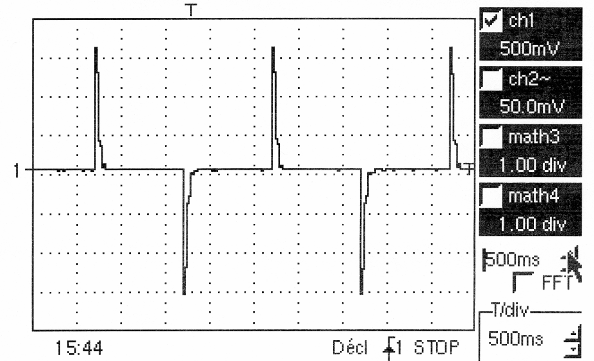 T
ch1
500mV
ch2~
50.0mV
math3
1.00 div
math4
1.00 div
1
T
500ms
FFT
T/div
500ms
15:44 Décl 1 STOP